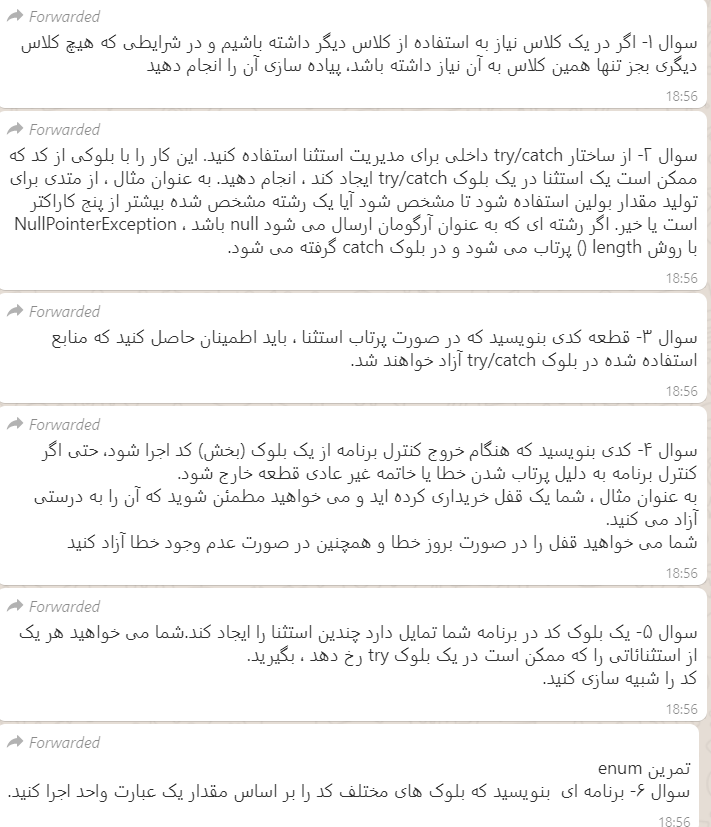 Forwarded
سوال ۱- اگر در یک کلاس نیاز به استفاده از کلاس دیگر داشته باشیم و در شرایطی که هیچ کلاس
دیگری بجز تنها همین کلاس به آن نیاز داشته باشد، پیاده سازی آن را انجام دهید
18:56
Forwarded
سوال ۲- از ساختار try/catch داخلی برای مدیریت استثنا استفاده کنید. این کار را با بلوکی از کد که
ممکن است یک استثنا در یک بلوک try/catch ایجاد کند ، انجام دهید. به عنوان مثال ، از متدی برای
تولید مقدار بولین استفاده شود تا مشخص شود آیا یک رشته مشخص شده بیشتر از پنج کاراکتر
است یا خیر. اگر رشته ای که به عنوان آرگومان ارسال می شود null باشد ، NullPointerException
با روش length () پرتاب می شود و در بلوک catch گرفته می شود.
18:56
Forwarded
سوال ۳- قطعه کدی بنویسید که در صورت پرتاب استثنا ، باید اطمینان حاصل کنید که منابع
استفاده شده در بلوک try/catch آزاد خواهند شد.
18:56
Forwarded
سوال ۴- کدی بنویسید که هنگام خروج کنترل برنامه از یک بلوک (بخش) کد اجرا شود، حتی اگر
کنترل برنامه به دلیل پرتاب شدن خطا یا خاتمه غیر عادی قطعه خارج شود.
به عنوان مثال ، شما یک قفل خریداری کرده اید و می خواهید مطمئن شوید که آن را به درستی
آزاد می کنید.
شما می خواهید قفل را در صورت بروز خطا و همچنین در صورت عدم وجود خطا آزاد کنید
18:56
Forwarded
سوال ۵- یک بلوک کد در برنامه شما تمایل دارد چندین استثنا را ایجاد کند.شما می خواهید هر یک
از استثنائاتی را که ممکن است در یک بلوک try رخ دهد ، بگیرید.
کد را شبیه سازی کنید.
18:56
Forwarded
تمرین enum
سوال ۶- برنامه ای بنویسید که بلوک های مختلف کد را بر اساس مقدار یک عبارت واحد اجرا کنید.
18:56